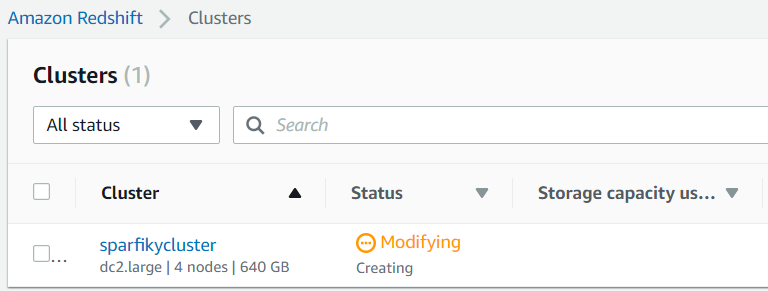 Amazon Redshift > Clusters
Clusters (1)
All status
Search
Cluster Status Storage capacity us...
... sparfikycluster Modifying
dc2.large | 4 nodes | 640 GB Creating